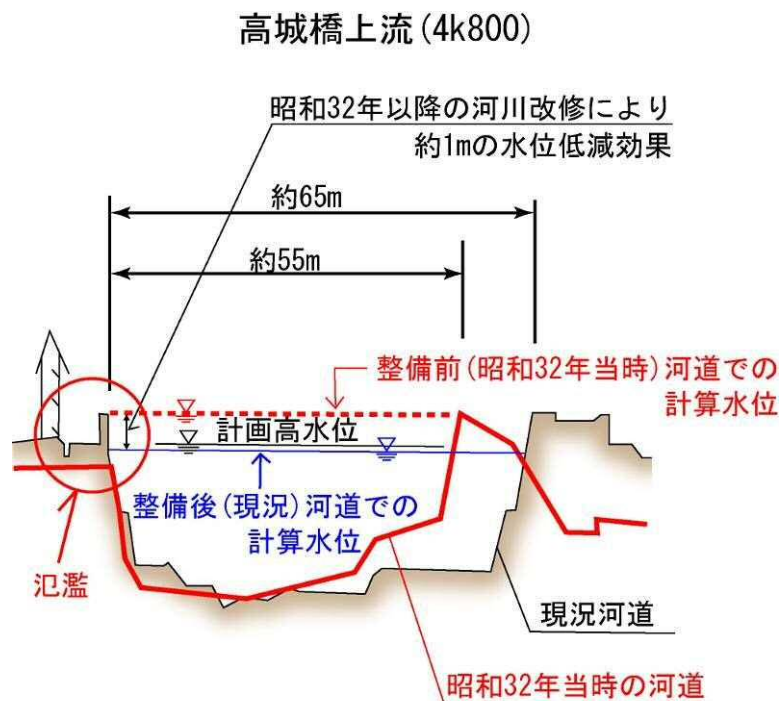 高城橋上流(4k800)
昭和32年以降の河川改修により
約1mの水位低減効果
約65m
約55m
整備前(昭和32年当時)河道での
計算水位
計画高水位
整備後(現況)河道での
計算水位
氾濫
現況河道
昭和32年当時の河道